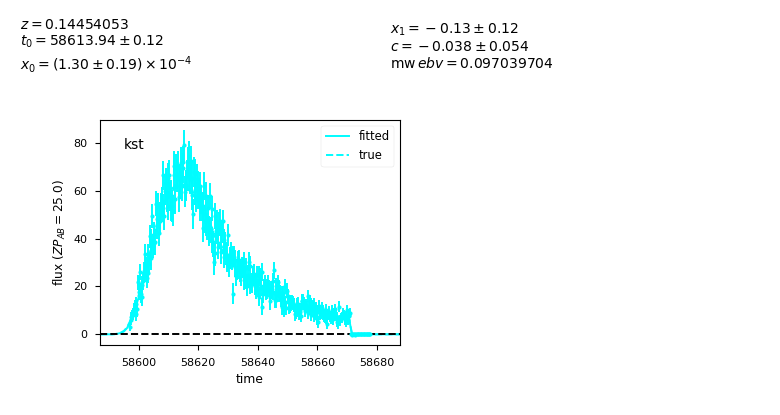 z = 0.14454053
t₀ = 58613.94 ± 0.12
x₀ = (1.30 ± 0.19) × 10⁻⁴
x₁ = −0.13 ± 0.12
c = −0.038 ± 0.054
mw ebv = 0.097039704
kst
fitted
true
80
60
40
20
0
flux (ZP_AB = 25.0)
58600 58620 58640 58660 58680
time